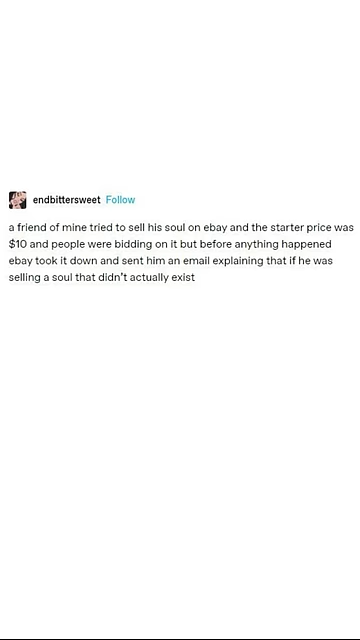 endbittersweet Follow
a friend of mine tried to sell his soul on ebay and the starter price was
$10 and people were bidding on it but before anything happened
ebay took it down and sent him an email explaining that if he was
selling a soul that didn't actually exist